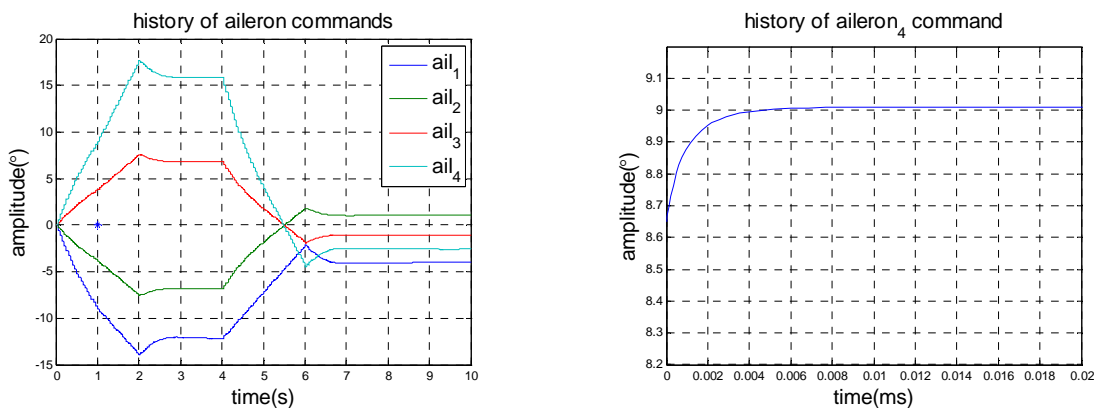 history of aileron commands
20
15
10
5
0
-5
-10
-15
amplitude(°)
0 1 2 3 4 5 6 7 8 9 10
time(s)
ail1
ail2
ail3
ail4
history of aileron4 command
9.1
9
8.9
8.8
8.7
8.6
8.5
8.4
8.3
8.2
amplitude(°)
0 0.002 0.004 0.006 0.008 0.01 0.012 0.014 0.016 0.018 0.02
time(ms)